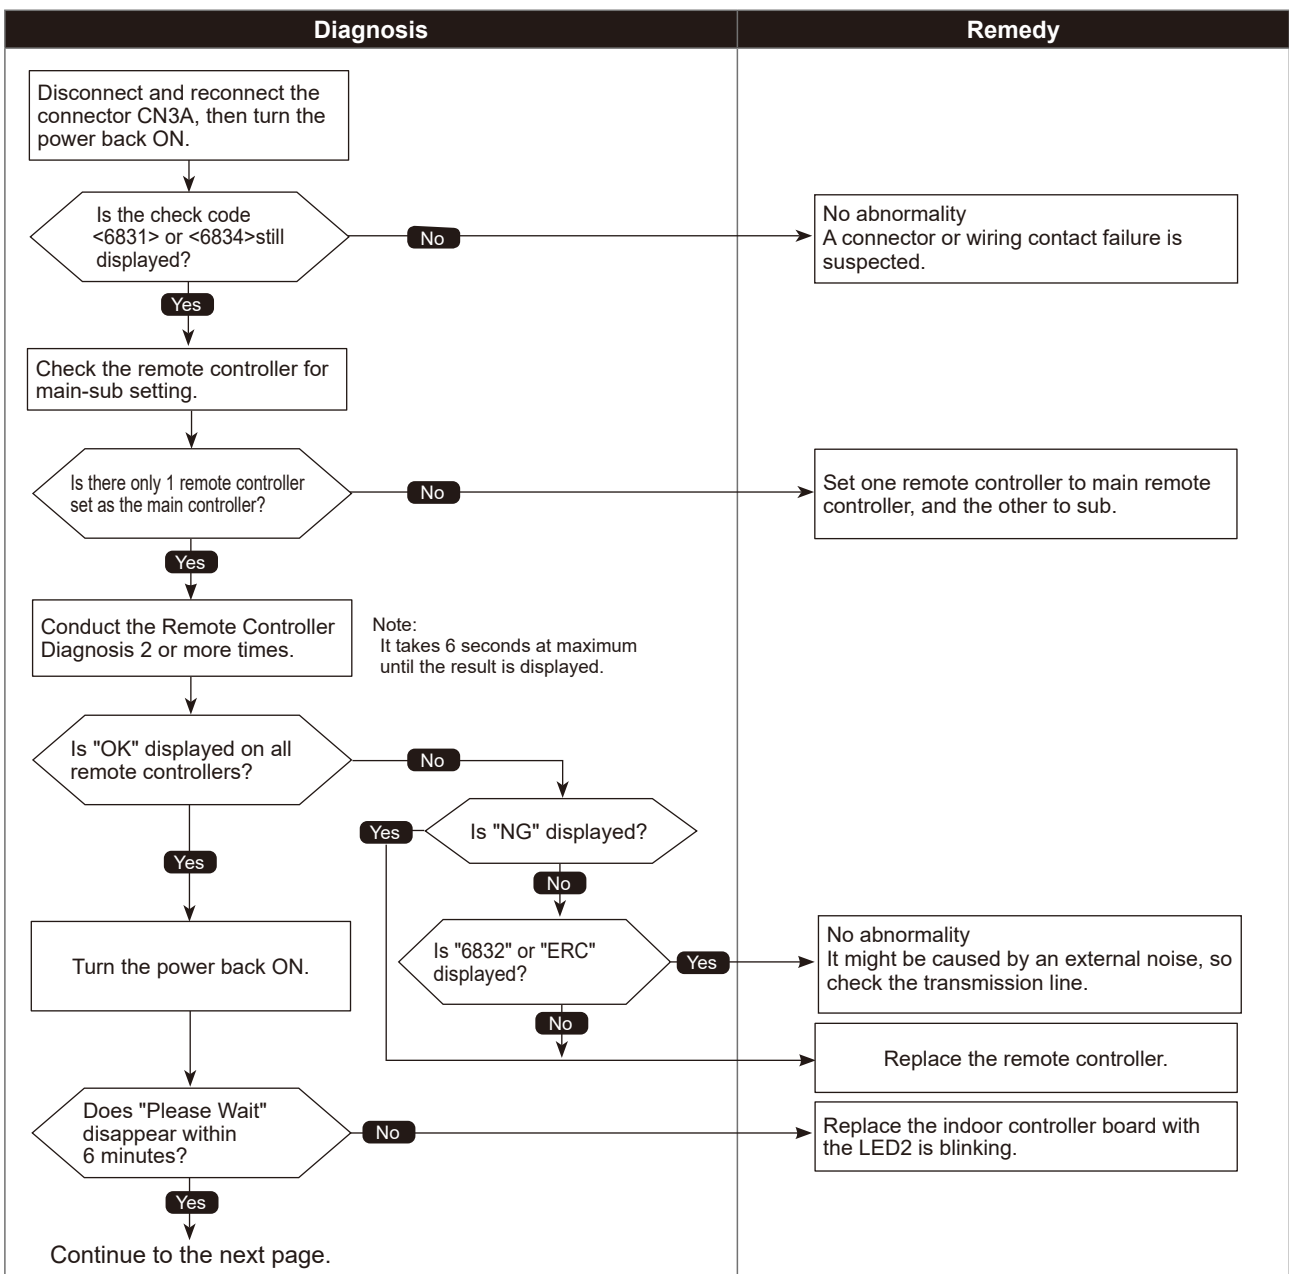 Diagnosis
Remedy
Disconnect and reconnect the
connector CN3A, then turn the
power back ON.
Is the check code
<6831> or <6834>still
displayed?
No
No abnormality
A connector or wiring contact failure is
suspected.
Yes
Check the remote controller for
main-sub setting.
Is there only 1 remote controller
set as the main controller?
No
Set one remote controller to main remote
controller, and the other to sub.
Yes
Conduct the Remote Controller
Diagnosis 2 or more times.
Note:
It takes 6 seconds at maximum
until the result is displayed.
Is "OK" displayed on all
remote controllers?
No
Is "NG" displayed?
Yes
Yes
No
Is "6832" or "ERC"
displayed?
Yes
No abnormality
It might be caused by an external noise, so
check the transmission line.
Turn the power back ON.
No
Replace the remote controller.
Does "Please Wait"
disappear within
6 minutes?
No
Replace the indoor controller board with
the LED2 is blinking.
Yes
Continue to the next page.